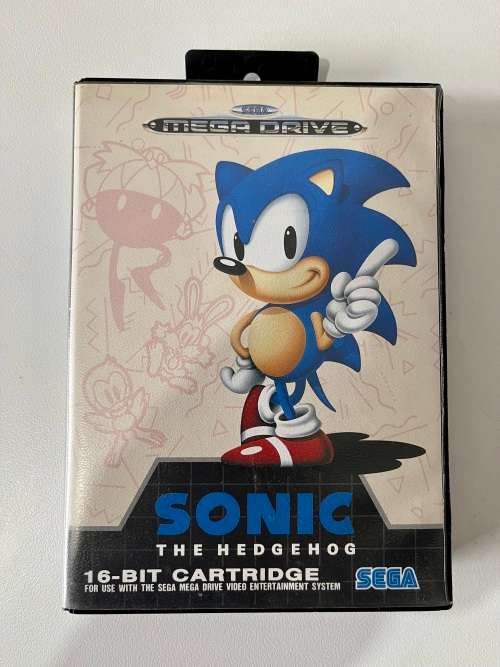 SEGA
MEGA DRIVE
SONIC
THE HEDGEHOG
16-BIT CARTRIDGE
FOR USE WITH THE SEGA MEGA DRIVE VIDEO ENTERTAINMENT SYSTEM
SEGA